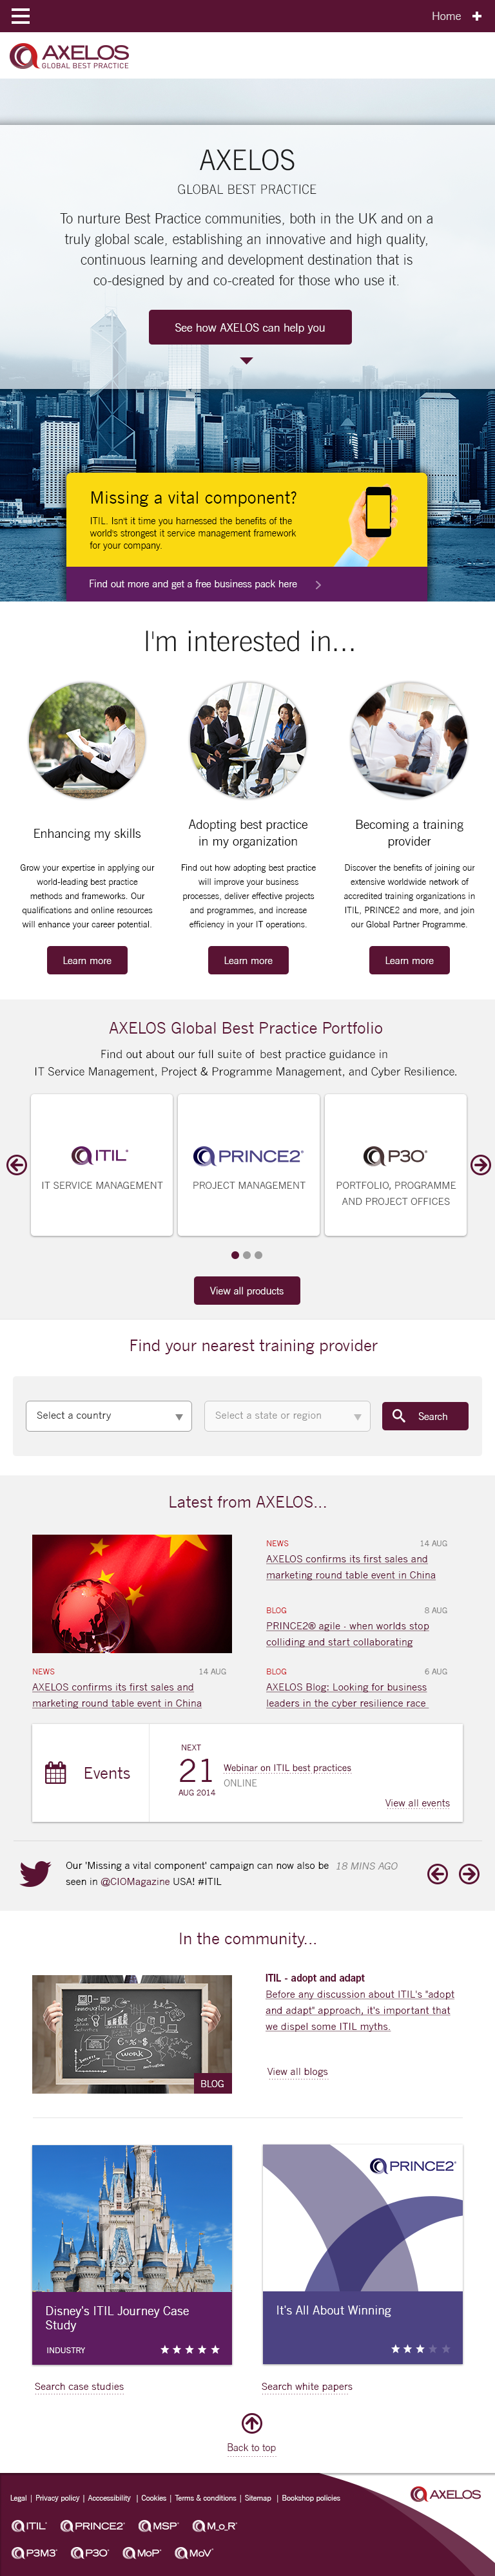 Home
AXELOS
GLOBAL BEST PRACTICE
AXELOS
GLOBAL BEST PRACTICE
To nurture Best Practice communities, both in the UK and on a
truly global scale, establishing an innovative and high quality,
continuous learning and development destination that is
co-designed by and co-created for those who use it.
See how AXELOS can help you
Missing a vital component?
ITIL. Isn't it time you harnessed the benefits of the
world's strongest it service management framework
for your company.
Find out more and get a free business pack here
I'm interested in...
Enhancing my skills
Grow your expertise in applying our
world-leading best practice
methods and frameworks. Our
qualifications and online resources
will enhance your career potential.
Learn more
Adopting best practice
in my organization
Find out how adopting best practice
will improve your business
processes, deliver effective projects
and programmes, and increase
efficiency in your IT operations.
Learn more
Becoming a training
provider
Discover the benefits of joining our
extensive worldwide network of
accredited training organizations in
ITIL, PRINCE2 and more, and join
our Global Partner Programme.
Learn more
AXELOS Global Best Practice Portfolio
Find out about our full suite of best practice guidance in
IT Service Management, Project & Programme Management, and Cyber Resilience.
ITIL®
IT SERVICE MANAGEMENT
PRINCE2®
PROJECT MANAGEMENT
P3O®
PORTFOLIO, PROGRAMME
AND PROJECT OFFICES
View all products
Find your nearest training provider
Select a country
Select a state or region
Search
Latest from AXELOS...
NEWS 14 AUG
AXELOS confirms its first sales and
marketing round table event in China
NEWS 14 AUG
AXELOS confirms its first sales and
marketing round table event in China
BLOG 8 AUG
PRINCE2® agile - when worlds stop
colliding and start collaborating
BLOG 6 AUG
AXELOS Blog: Looking for business
leaders in the cyber resilience race
Events
NEXT
21
AUG 2014
Webinar on ITIL best practices
ONLINE
View all events
Our 'Missing a vital component' campaign can now also be
seen in @CIOMagazine USA! #ITIL
18 MINS AGO
In the community...
innovation
work
BLOG
ITIL - adopt and adapt
Before any discussion about ITIL's "adopt
and adapt" approach, it's important that
we dispel some ITIL myths.
View all blogs
Disney's ITIL Journey Case
Study
INDUSTRY
Search case studies
PRINCE2®
It's All About Winning
Search white papers
Back to top
Legal | Privacy policy | Acccessibility | Cookies | Terms & conditions | Sitemap | Bookshop policies
AXELOS
ITIL® PRINCE2® MSP® M_o_R®
P3M3® P3O® MoP® MoV®